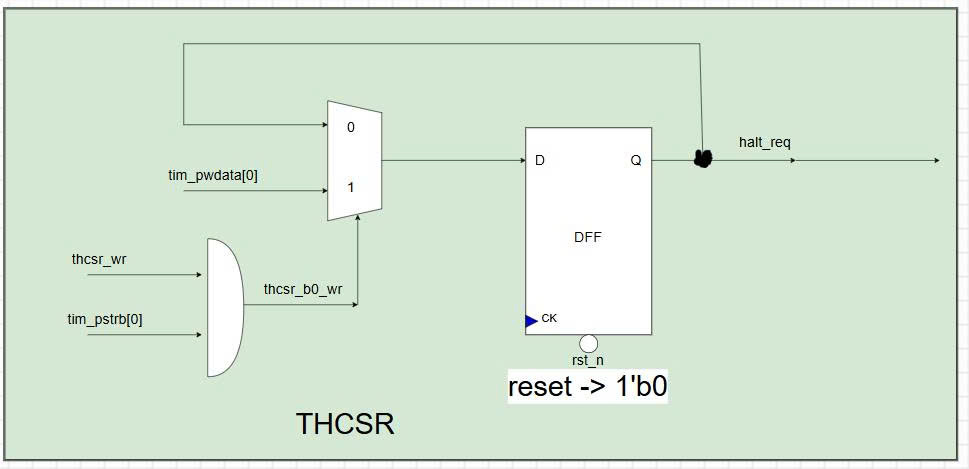 0
tim_pwdata[0]
1
D
Q
halt_req
DFF
thcsr_wr
thcsr_b0_wr
tim_pstrb[0]
CK
rst_n
reset -> 1'b0
THCSR